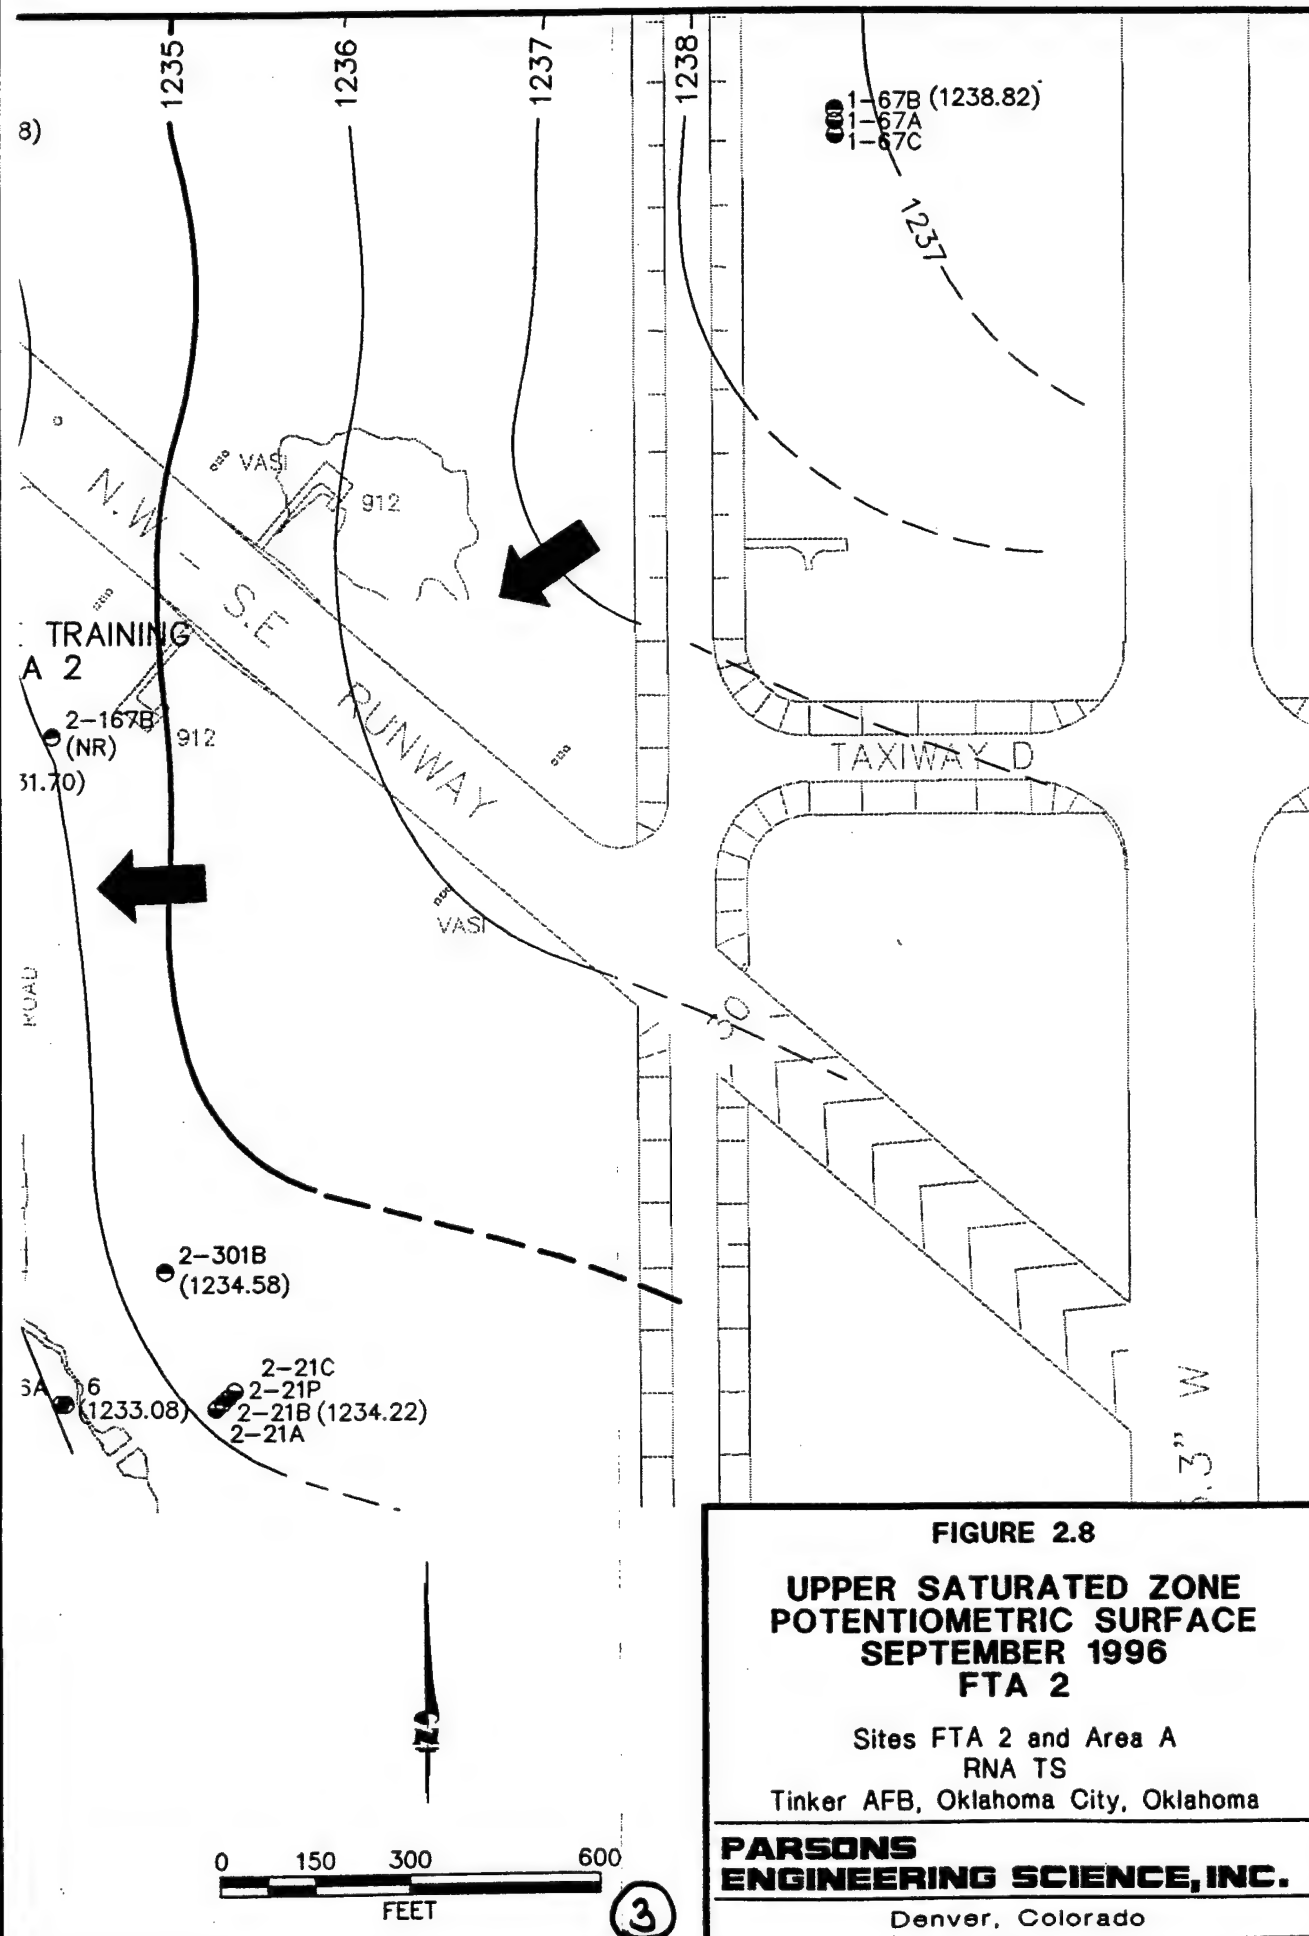 1235
1236
1237
1238
8)
1-67B (1238.82)
1-67A
1-67C
1237
VASI
912
N.W - S.E RUNWAY
TRAINING
A 2
2-167B
(NR)
912
31.70)
TAXIWAY D
VASI
ROAD
30
2-301B
(1234.58)
2-21C
2-21P
2-21B (1234.22)
2-21A
6
(1233.08)
.3" W
N
0 150 300 600
FEET
3
FIGURE 2.8
UPPER SATURATED ZONE
POTENTIOMETRIC SURFACE
SEPTEMBER 1996
FTA 2
Sites FTA 2 and Area A
RNA TS
Tinker AFB, Oklahoma City, Oklahoma
PARSONS
ENGINEERING SCIENCE, INC.
Denver, Colorado